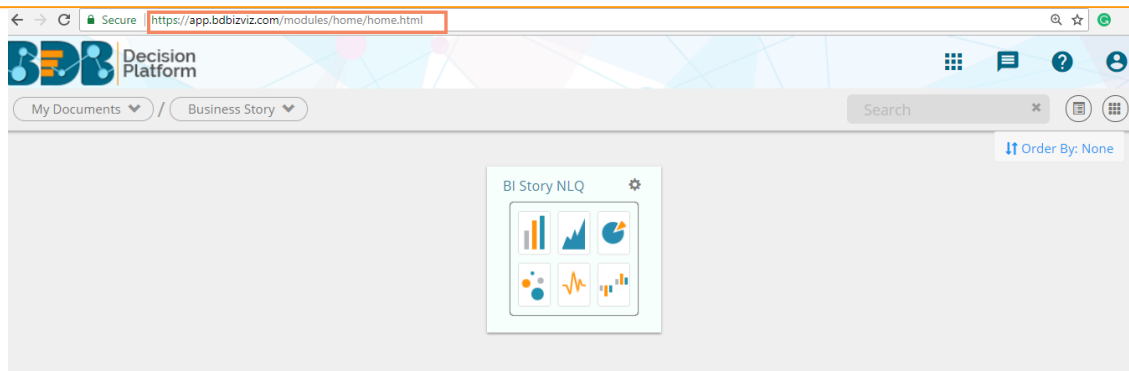 Secure https://app.bdbizviz.com/modules/home/home.html
BDB Decision
Platform
My Documents / Business Story
Search
Order By: None
BI Story NLQ